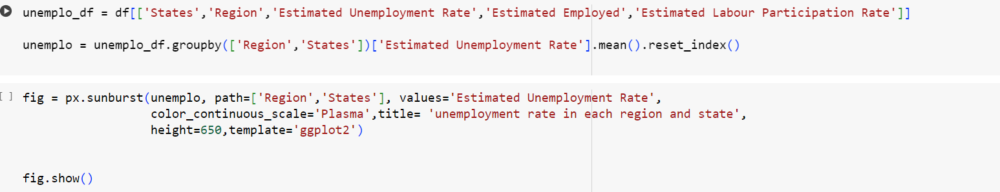 unemplo_df = df[['States','Region','Estimated Unemployment Rate','Estimated Employed','Estimated Labour Participation Rate']]
unemplo = unemplo_df.groupby(['Region','States'])['Estimated Unemployment Rate'].mean().reset_index()
[ ] fig = px.sunburst(unemplo, path=['Region','States'], values='Estimated Unemployment Rate',
color_continuous_scale='Plasma',title= 'unemployment rate in each region and state',
height=650,template='ggplot2')
fig.show()